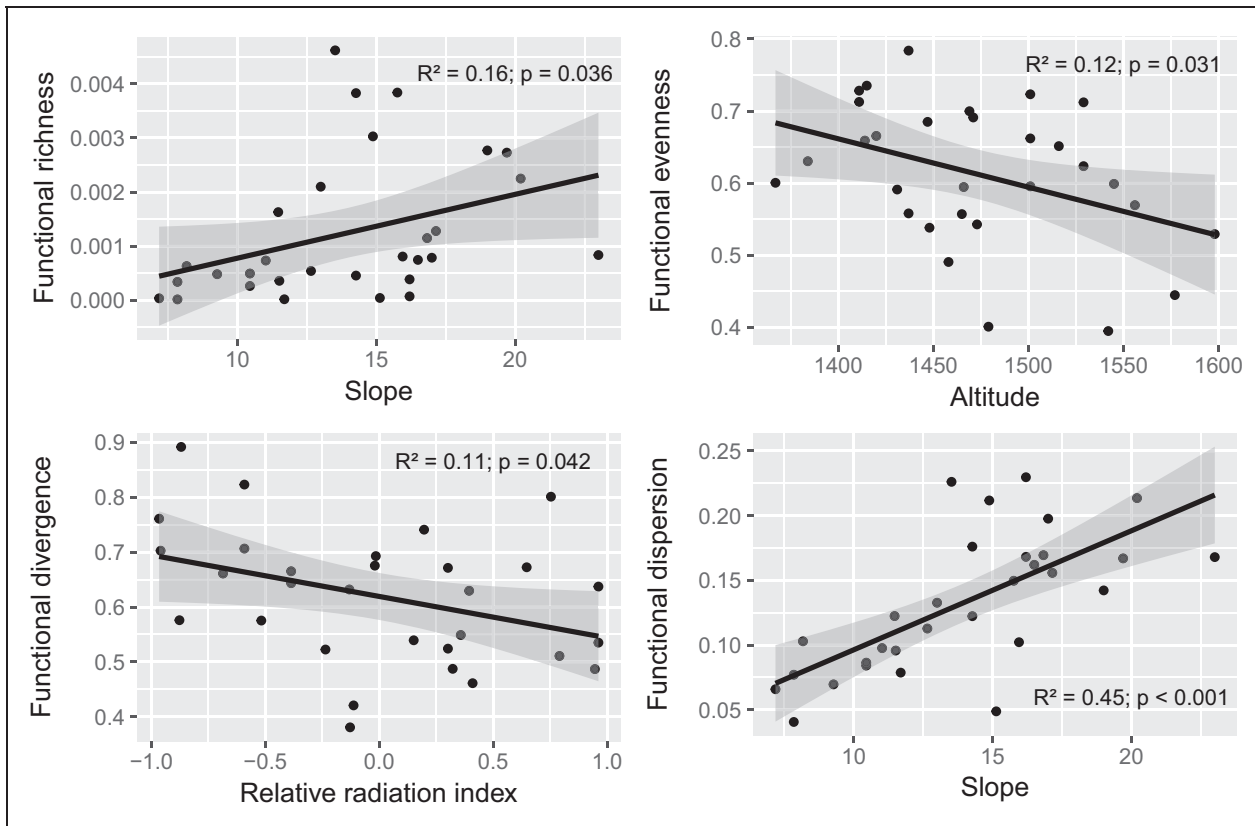 R² = 0.16; p = 0.036
Functional richness
0.004
0.003
0.002
0.001
0.000
10 15 20
Slope
R² = 0.12; p = 0.031
Functional evenness
0.8
0.7
0.6
0.5
0.4
1400 1450 1500 1550 1600
Altitude
R² = 0.11; p = 0.042
Functional divergence
0.9
0.8
0.7
0.6
0.5
0.4
−1.0 −0.5 0.0 0.5 1.0
Relative radiation index
Functional dispersion
0.25
0.20
0.15
0.10
0.05
R² = 0.45; p < 0.001
10 15 20
Slope